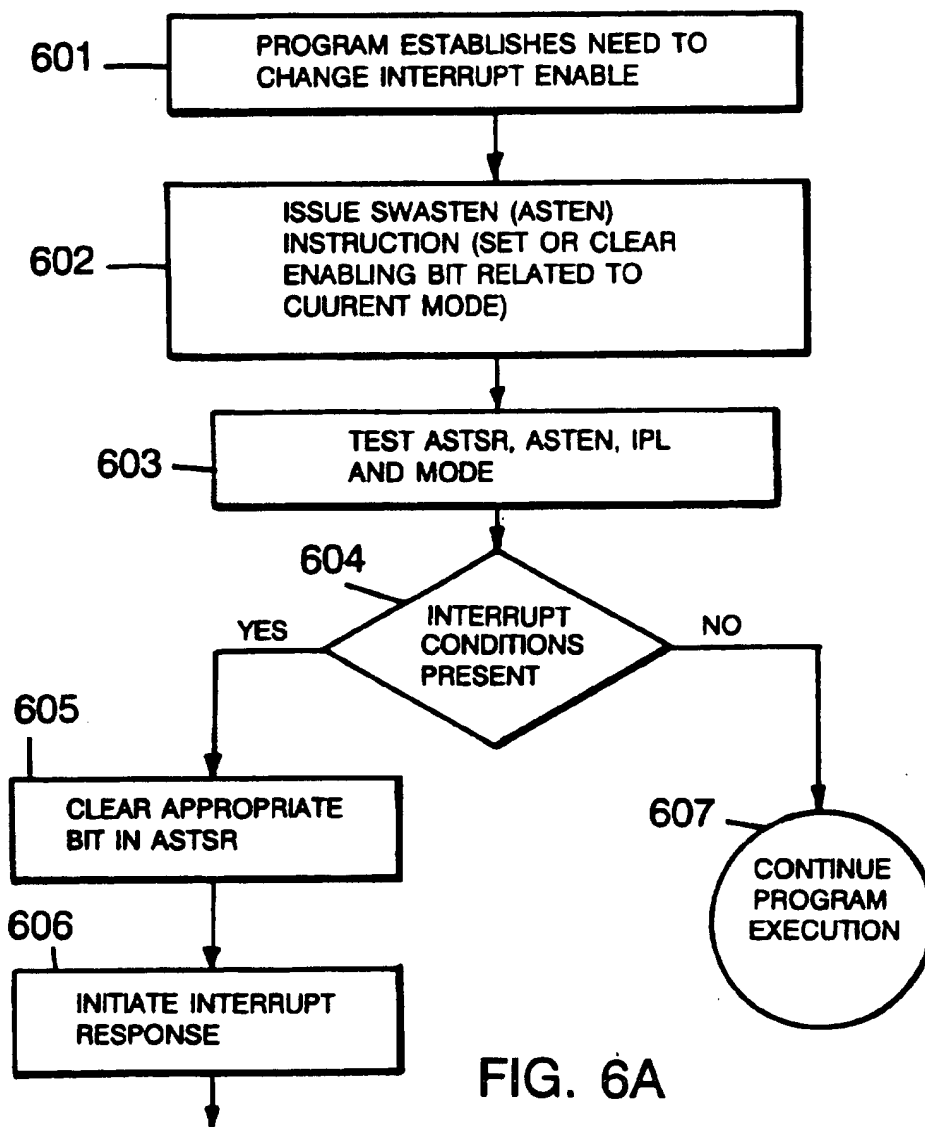 601
PROGRAM ESTABLISHES NEED TO
CHANGE INTERRUPT ENABLE
602
ISSUE SWASTEN (ASTEN)
INSTRUCTION (SET OR CLEAR
ENABLING BIT RELATED TO
CUURENT MODE)
603
TEST ASTSR, ASTEN, IPL
AND MODE
604
INTERRUPT
CONDITIONS
PRESENT
YES
NO
605
CLEAR APPROPRIATE
BIT IN ASTSR
607
CONTINUE
PROGRAM
EXECUTION
606
INITIATE INTERRUPT
RESPONSE
FIG. 6A